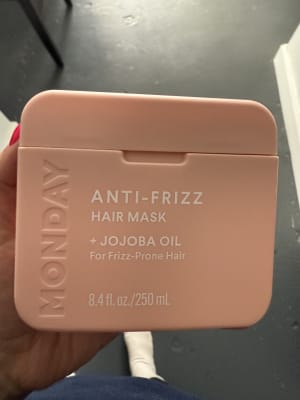 MONDAY
ANTI-FRIZZ
HAIR MASK
+ JOJOBA OIL
For Frizz-Prone Hair
8.4 fl. oz./250 mL